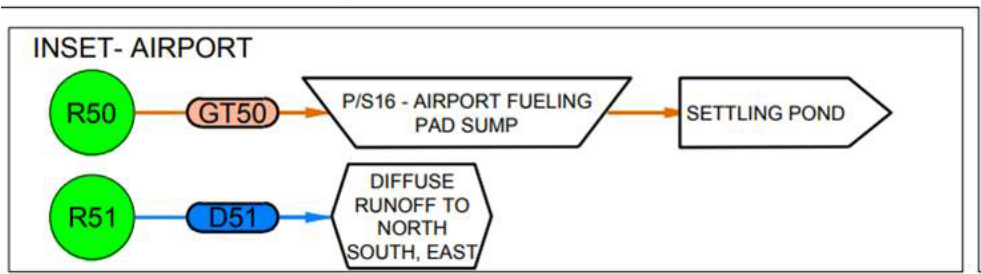 INSET- AIRPORT
R50
GT50
P/S16 - AIRPORT FUELING
PAD SUMP
SETTLING POND
R51
D51
DIFFUSE
RUNOFF TO
NORTH
SOUTH, EAST